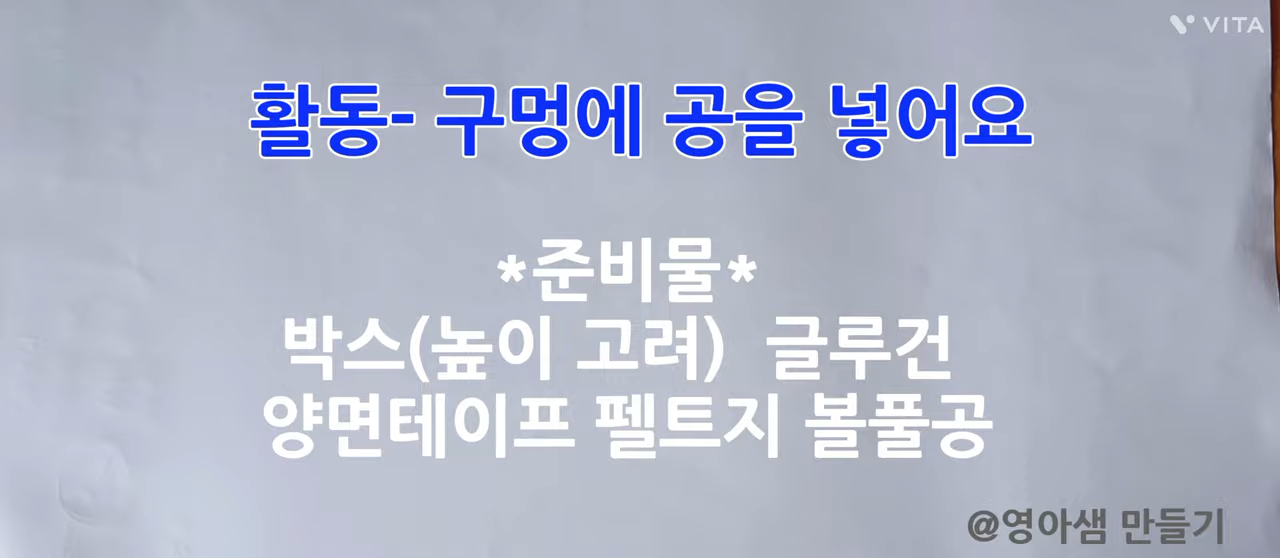 VITA
활동- 구멍에 공을 넣어요
*준비물*
박스(높이 고려) 글루건
양면테이프 펠트지 볼풀공
@영아샘 만들기